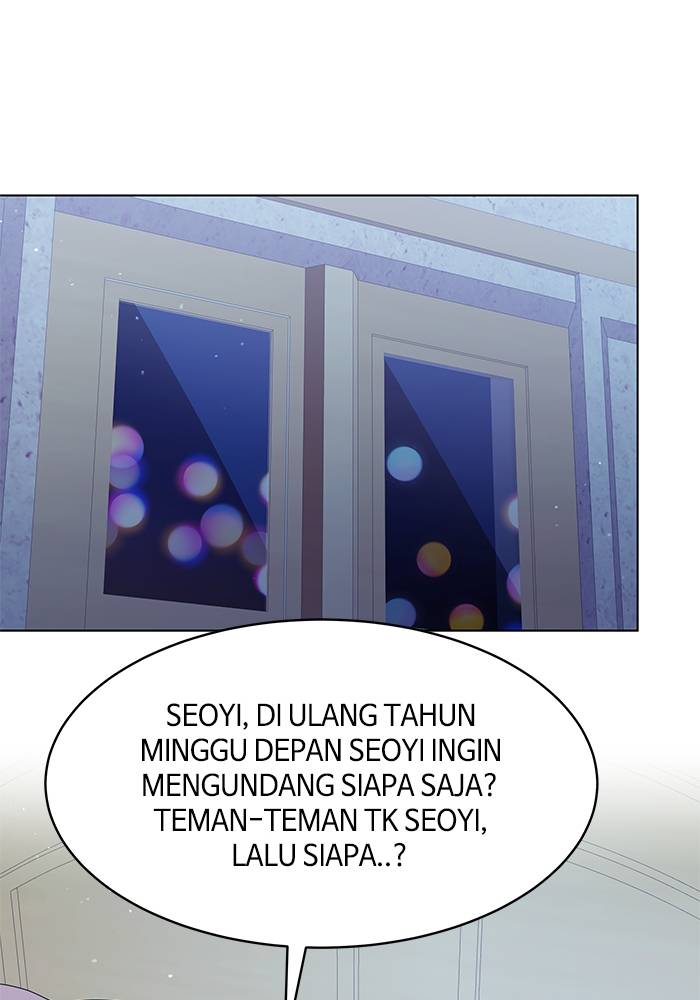 SEOYI, DI ULANG TAHUN
MINGGU DEPAN SEOYI INGIN
MENGUNDANG SIAPA SAJA?
TEMAN-TEMAN TK SEOYI,
LALU SIAPA..?